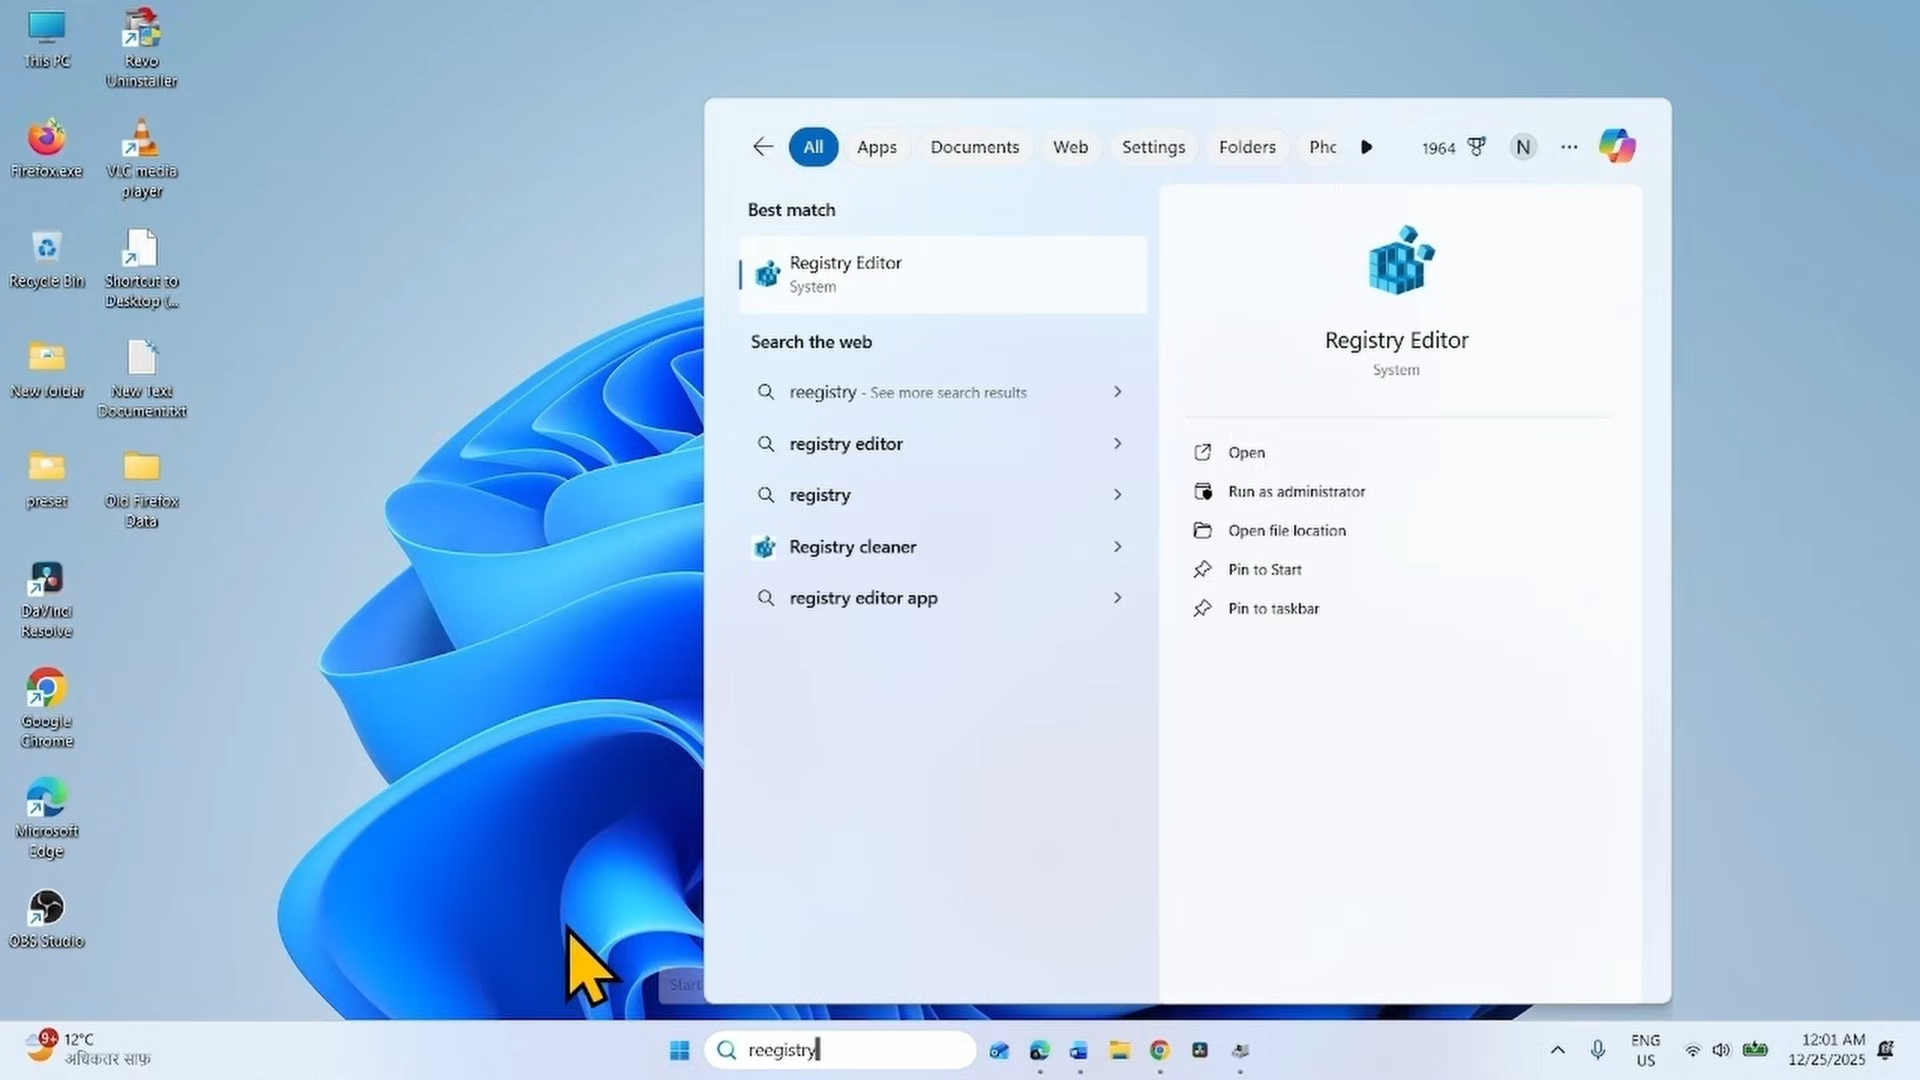 This PC
Revo
Uninstaller
Firefox.exe
VLC media
player
Recycle Bin
Shortcut to
Desktop (...
New folder
New Text
Document.txt
preset
Old Firefox
Data
DaVinci
Resolve
Google
Chrome
Microsoft
Edge
OBS Studio
All
Apps
Documents
Web
Settings
Folders
Phc
1964
N
Best match
Registry Editor
System
Search the web
reegistry - See more search results
registry editor
registry
Registry cleaner
registry editor app
Registry Editor
System
Open
Run as administrator
Open file location
Pin to Start
Pin to taskbar
Start
9+
12°C
अधिकतर साफ़
reegistry
ENG
US
12:01 AM
12/25/2025